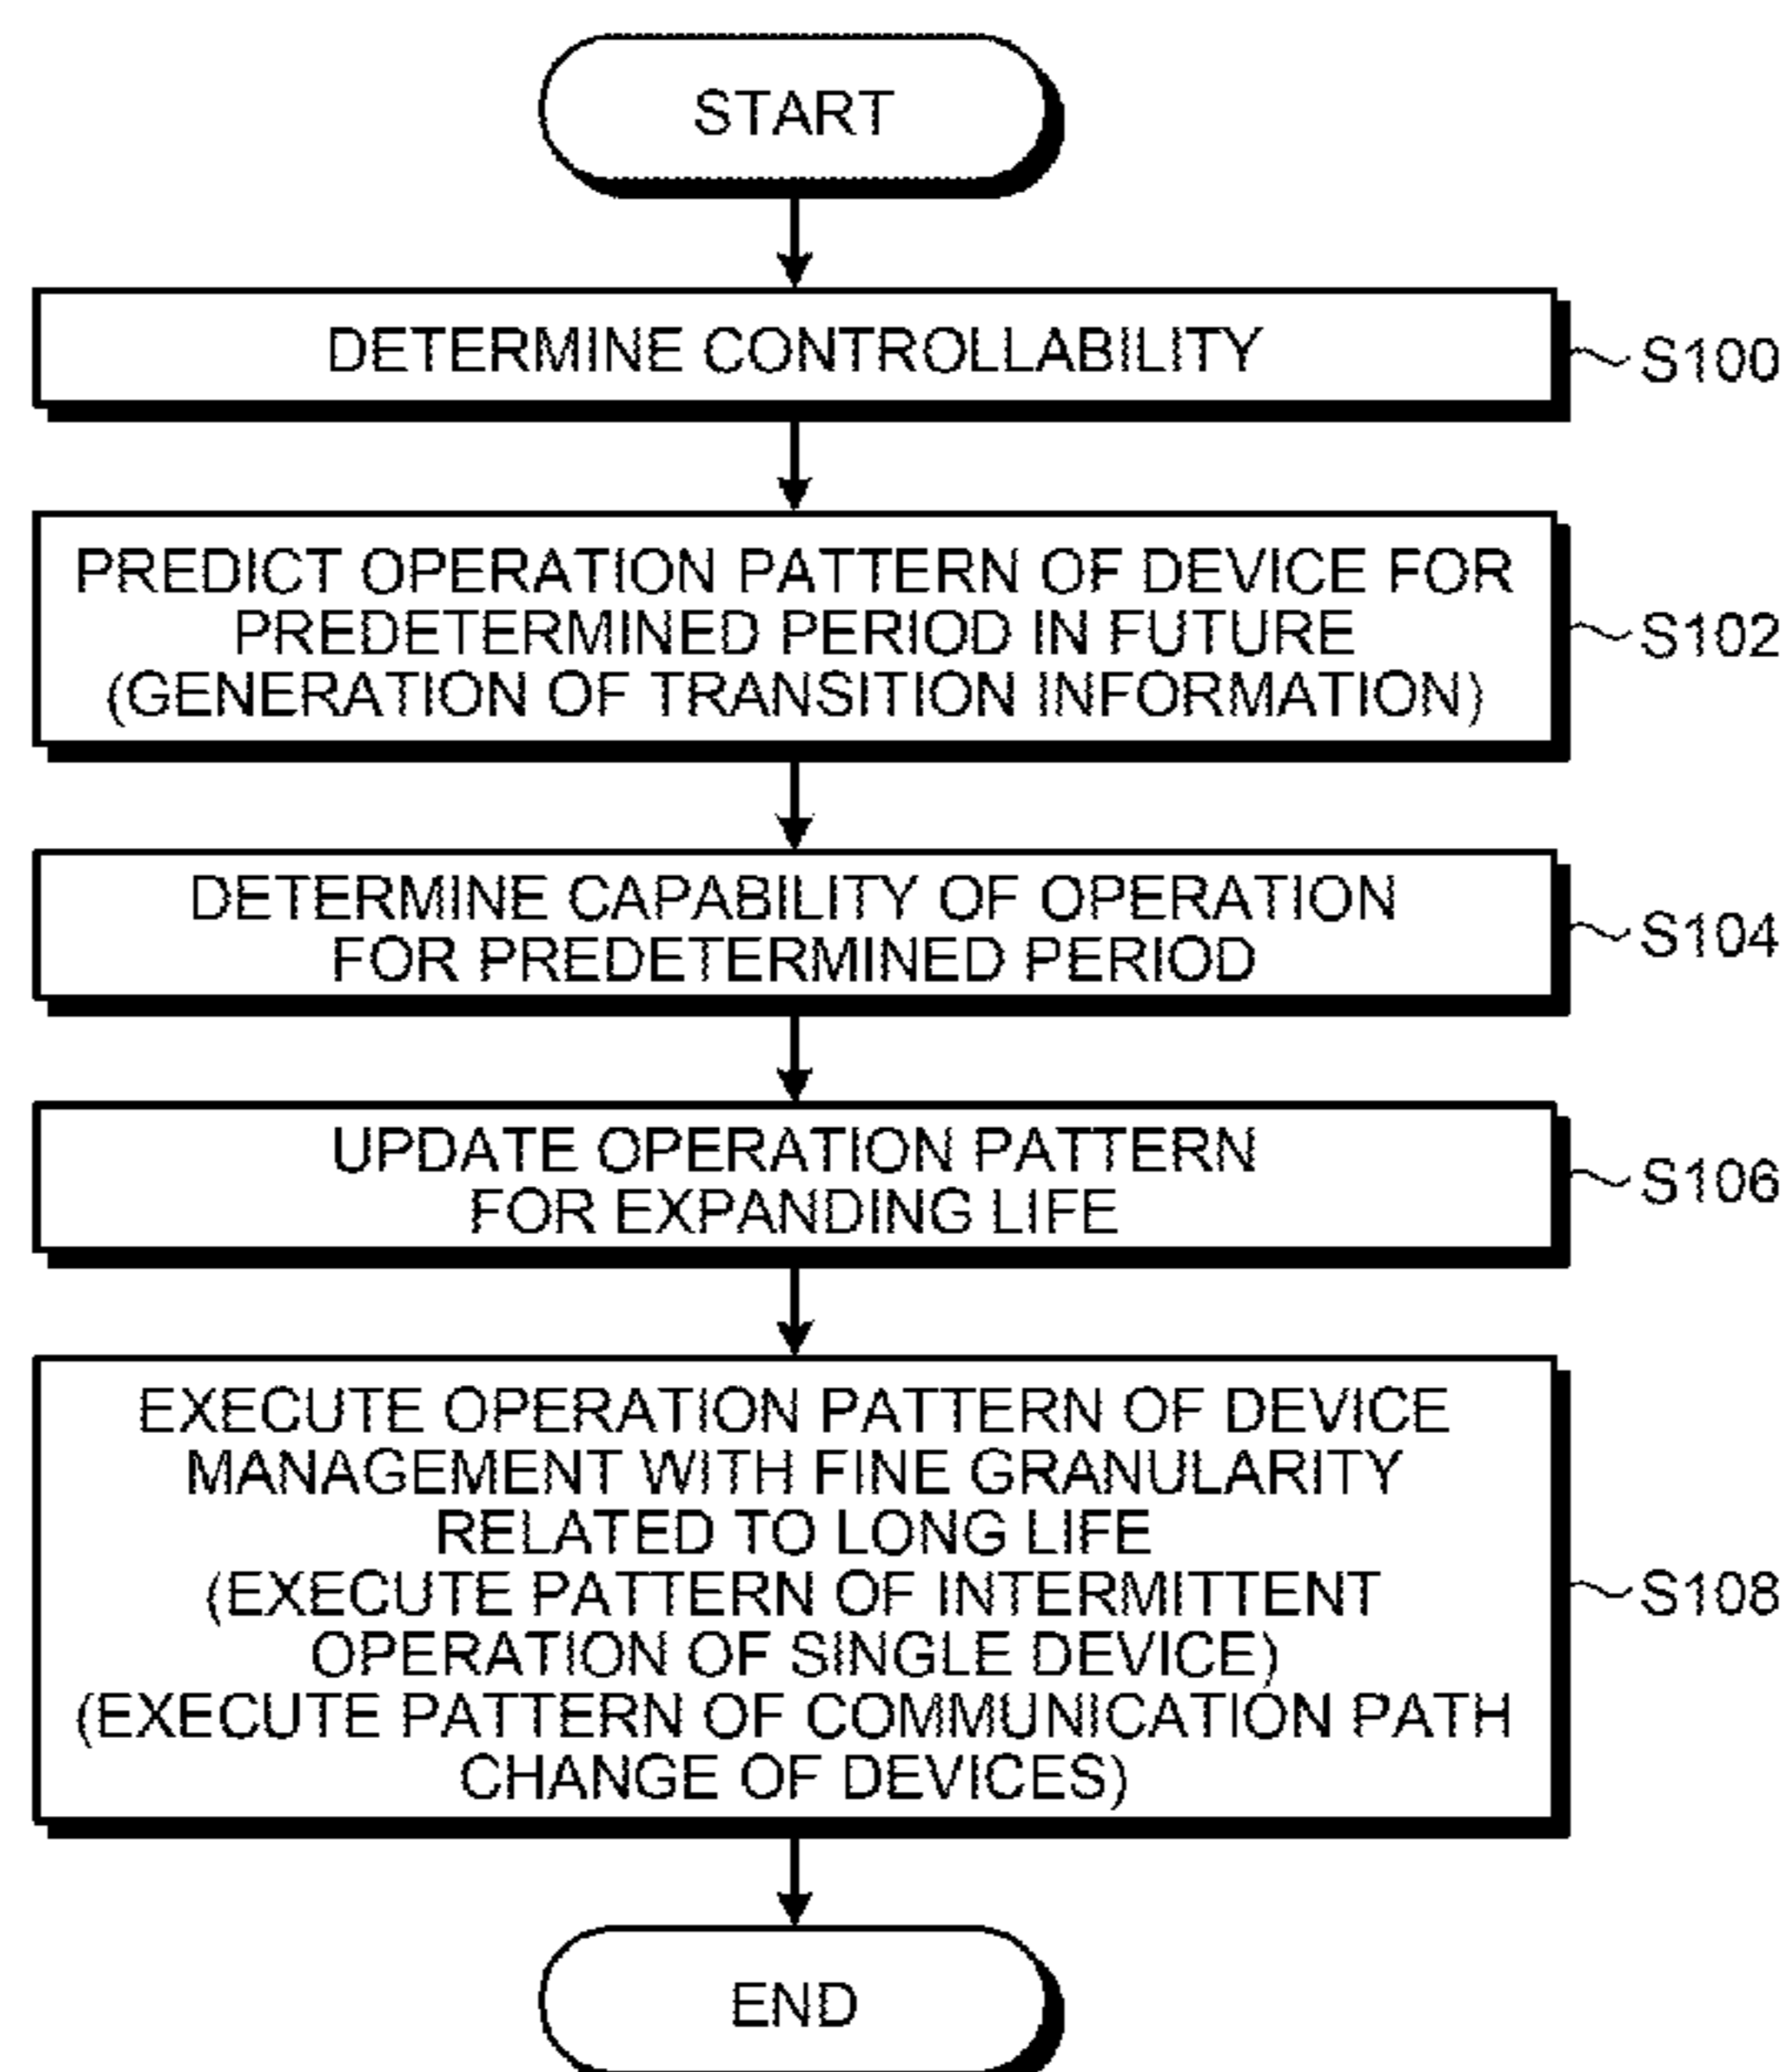 START
DETERMINE CONTROLLABILITY
S100
PREDICT OPERATION PATTERN OF DEVICE FOR
PREDETERMINED PERIOD IN FUTURE
(GENERATION OF TRANSITION INFORMATION)
S102
DETERMINE CAPABILITY OF OPERATION
FOR PREDETERMINED PERIOD
S104
UPDATE OPERATION PATTERN
FOR EXPANDING LIFE
S106
EXECUTE OPERATION PATTERN OF DEVICE
MANAGEMENT WITH FINE GRANULARITY
RELATED TO LONG LIFE
(EXECUTE PATTERN OF INTERMITTENT
OPERATION OF SINGLE DEVICE)
(EXECUTE PATTERN OF COMMUNICATION PATH
CHANGE OF DEVICES)
S108
END